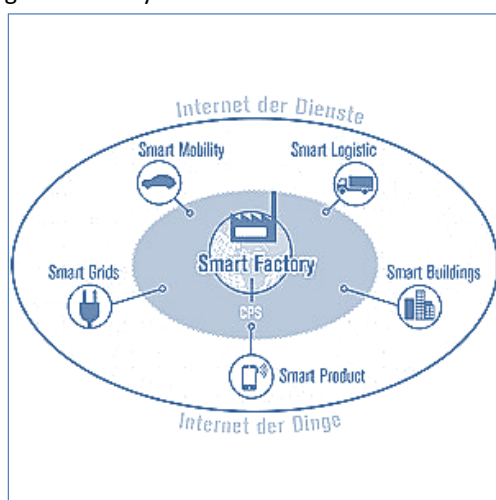 Internet der Dienste
Smart Mobility
Smart Logistic
Smart Factory
Smart Grids
Smart Buildings
CPS
Smart Product
Internet der Dinge